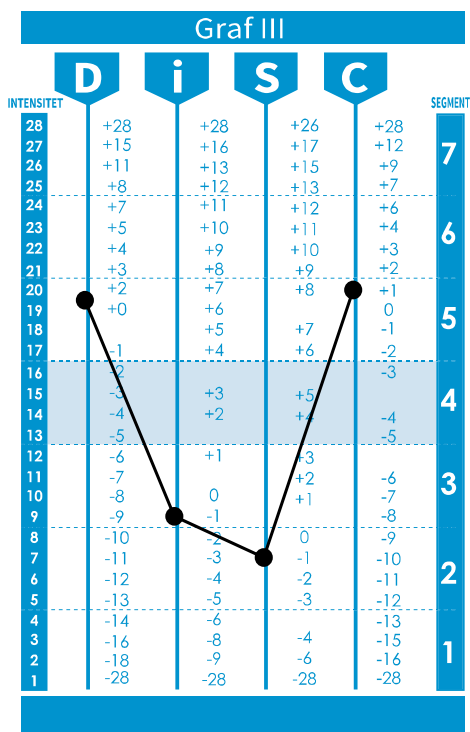 Graf III
D i S C
INTENSITET SEGMENT
28 +28 +28 +26 +28
27 +15 +16 +17 +12 7
26 +11 +13 +15 +9
25 +8 +12 +13 +7
24 +7 +11 +12 +6
23 +5 +10 +11 +4 6
22 +4 +9 +10 +3
21 +3 +8 +9 +2
20 +2 +7 +8 +1
19 +0 +6 0 5
18 +5 +7 -1
17 -1 +4 +6 -2
16 -2 -3
15 -3 +3 +5 4
14 -4 +2 +4 -4
13 -5 -5
12 -6 +1 +3
11 -7 +2 -6 3
10 -8 0 +1 -7
9 -9 -1 -8
8 -10 -2 0 -9
7 -11 -3 -1 -10 2
6 -12 -4 -2 -11
5 -13 -5 -3 -12
4 -14 -6 -13
3 -16 -8 -4 -15 1
2 -18 -9 -6 -16
1 -28 -28 -28 -28